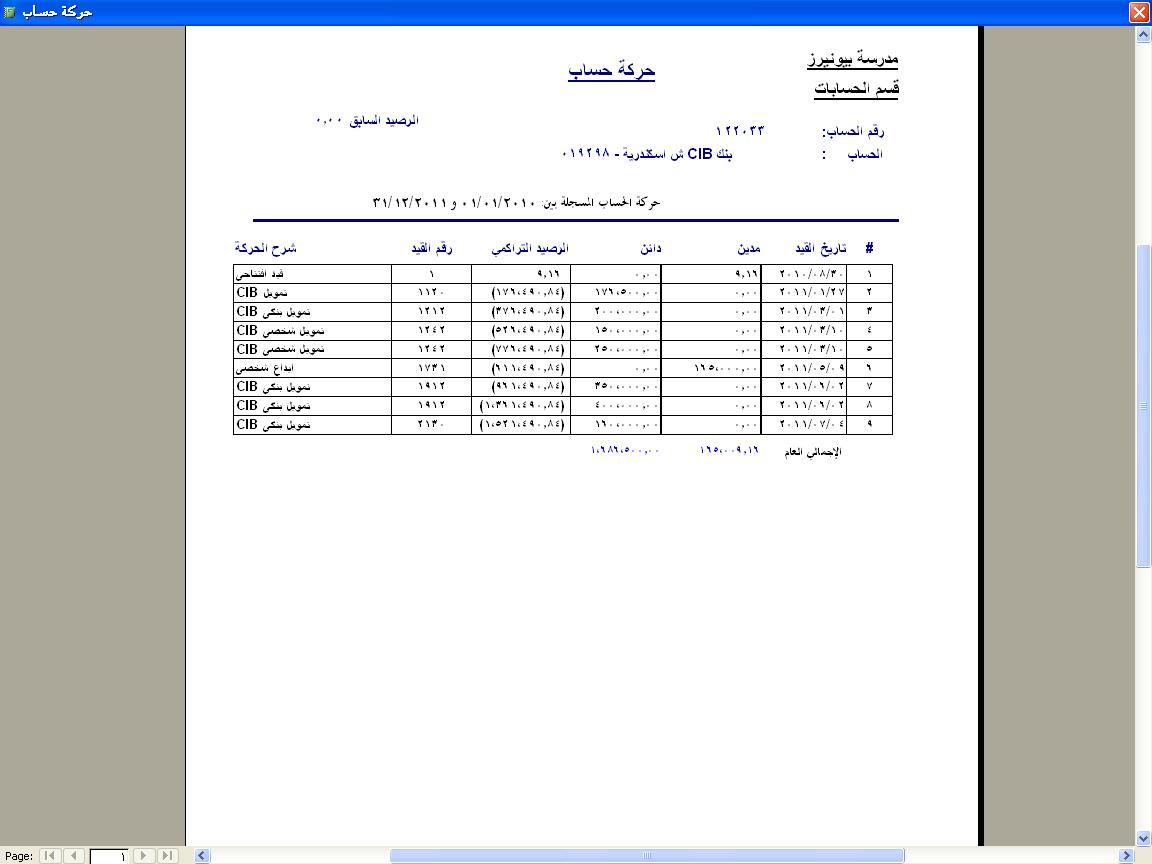 حركة حساب
مدرسة بيونيرز
حركة حساب
قسم الحسابات
الرصيد السابق ٠,٠٠
رقم الحساب: ١٢٢٠٣٣
الحساب : بنك CIB ش اسكندرية - ٠١٩٢٩٨
حركة الحساب المسجلة بين: ٠١/٠١/٢٠١٠ و ٣١/١٢/٢٠١١
# تاريخ القيد مدين دائن الرصيد التراكمي رقم القيد شرح الحركة
١ ٢٠١٠/٠٨/٣٠ ٩,١٦ ٠,٠٠ ٩,١٦ ١ قيد افتتاحي
٢ ٢٠١١/٠١/٢٧ ٠,٠٠ ١٧٦،٥٠٠,٠٠ (١٧٦،٤٩٠,٨٤) ١١٢٠ تمويل CIB
٣ ٢٠١١/٠٣/٠١ ٠,٠٠ ٢٠٠،٠٠٠,٠٠ (٣٧٦،٤٩٠,٨٤) ١٢١٢ تمويل بنكى CIB
٤ ٢٠١١/٠٣/١٠ ٠,٠٠ ١٥٠،٠٠٠,٠٠ (٥٢٦،٤٩٠,٨٤) ١٢٤٢ تمويل شخصى CIB
٥ ٢٠١١/٠٣/١٠ ٠,٠٠ ٢٥٠،٠٠٠,٠٠ (٧٧٦،٤٩٠,٨٤) ١٢٤٢ تمويل شخصى CIB
٦ ٢٠١١/٠٥/٠٩ ١٦٥،٠٠٠,٠٠ ٠,٠٠ (٦١١،٤٩٠,٨٤) ١٧٣١ ايداع شخصى
٧ ٢٠١١/٠٦/٠٢ ٠,٠٠ ٣٥٠،٠٠٠,٠٠ (٩٦١،٤٩٠,٨٤) ١٩١٢ تمويل بنكى CIB
٨ ٢٠١١/٠٦/٠٢ ٠,٠٠ ٤٠٠،٠٠٠,٠٠ (١،٣٦١،٤٩٠,٨٤) ١٩١٢ تمويل بنكى CIB
٩ ٢٠١١/٠٧/٠٤ ٠,٠٠ ١٦٠،٠٠٠,٠٠ (١،٥٢١،٤٩٠,٨٤) ٢١٣٠ تمويل بنكى CIB
الإجمالي العام ١٦٥،٠٠٩,١٦ ١،٦٨٦،٥٠٠,٠٠
Page: ١